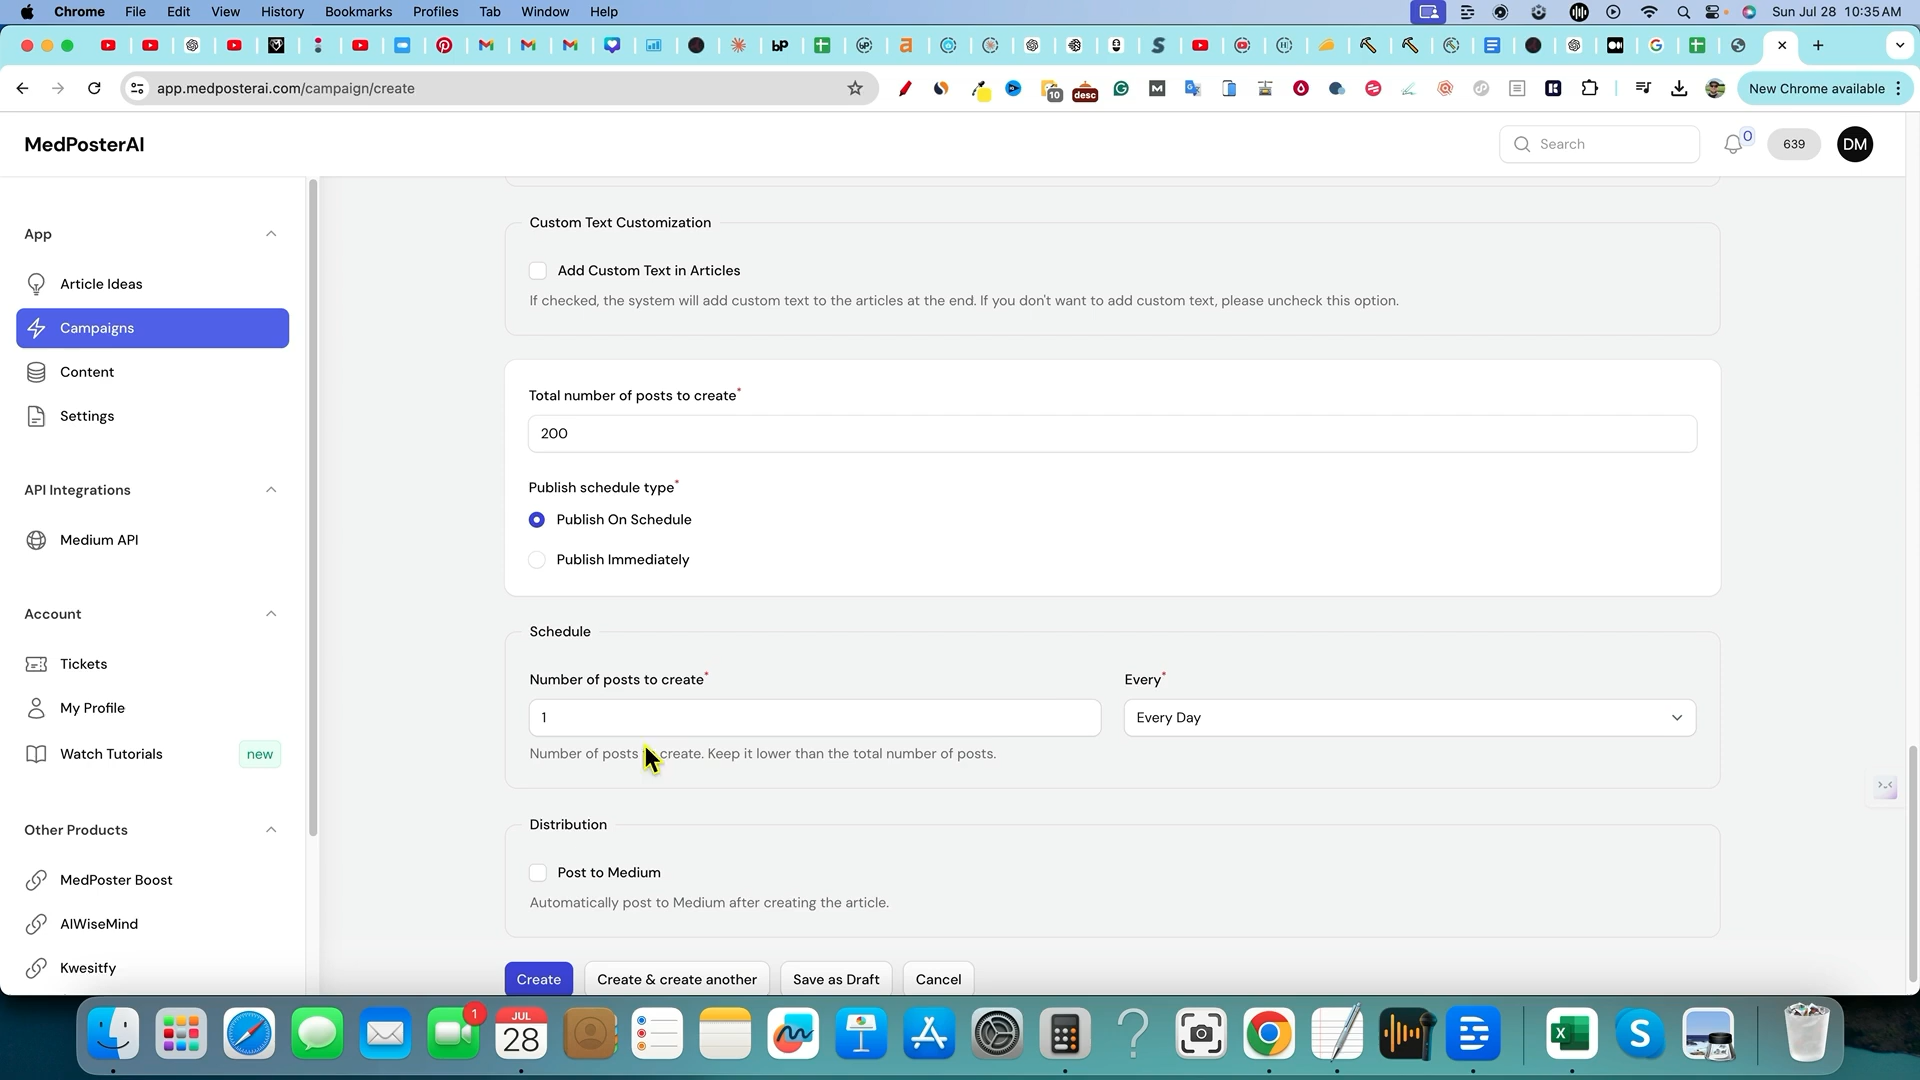 Chrome File Edit View History Bookmarks Profiles Tab Window Help Sun Jul 28 10:35 AM
app.medposterai.com/campaign/create
10
desc
New Chrome available
MedPosterAI
Search
0
639
DM
App
Article Ideas
Campaigns
Content
Settings
API Integrations
Medium API
Account
Tickets
My Profile
Watch Tutorials new
Other Products
MedPoster Boost
AIWiseMind
Kwesitfy
Custom Text Customization
Add Custom Text in Articles
If checked, the system will add custom text to the articles at the end. If you don't want to add custom text, please uncheck this option.
Total number of posts to create*
200
Publish schedule type*
Publish On Schedule
Publish Immediately
Schedule
Number of posts to create* Every*
1 Every Day
Number of posts create. Keep it lower than the total number of posts.
Distribution
Post to Medium
Automatically post to Medium after creating the article.
Create Create & create another Save as Draft Cancel
1
JUL
28